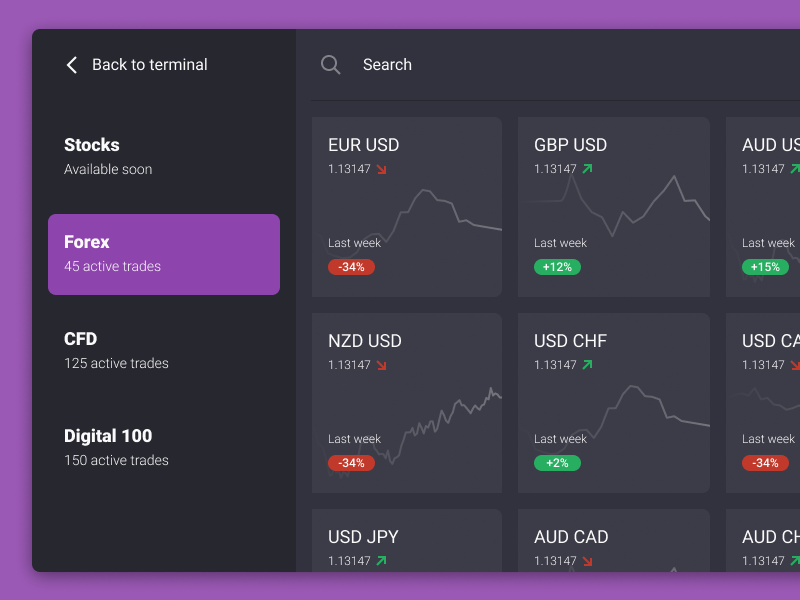 Back to terminal
Search
Stocks
Available soon
Forex
45 active trades
CFD
125 active trades
Digital 100
150 active trades
EUR USD
1.13147
Last week
-34%
GBP USD
1.13147
Last week
+12%
AUD US
1.13147
Last week
+15%
NZD USD
1.13147
Last week
-34%
USD CHF
1.13147
Last week
+2%
USD CA
1.13147
Last week
-34%
USD JPY
1.13147
AUD CAD
1.13147
AUD CH
1.13147